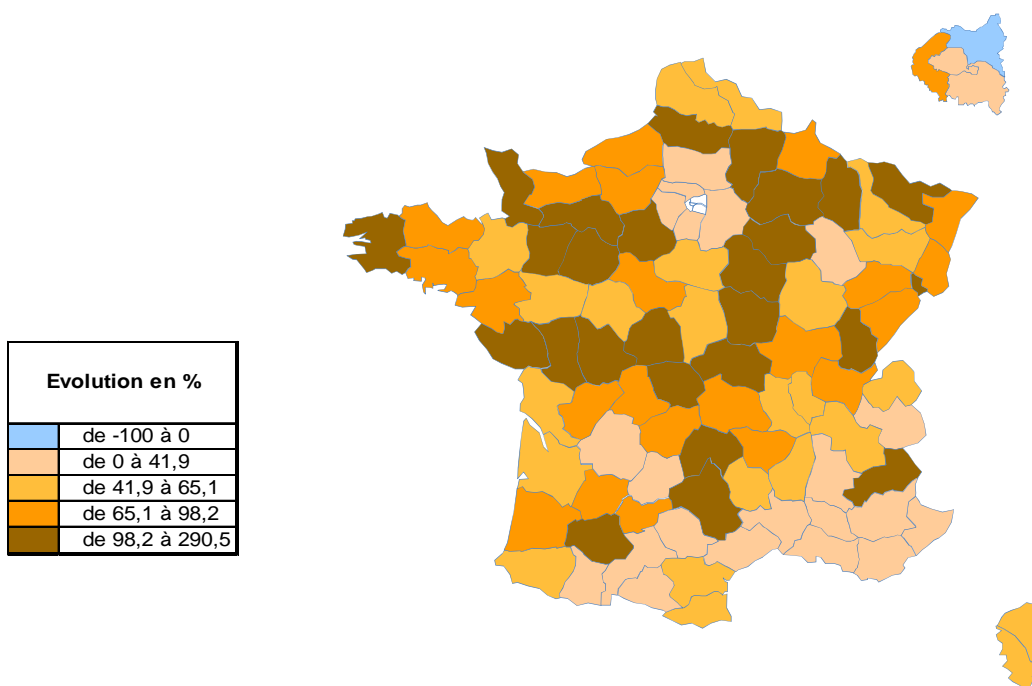 Evolution en %
de -100 à 0
de 0 à 41,9
de 41,9 à 65,1
de 65,1 à 98,2
de 98,2 à 290,5